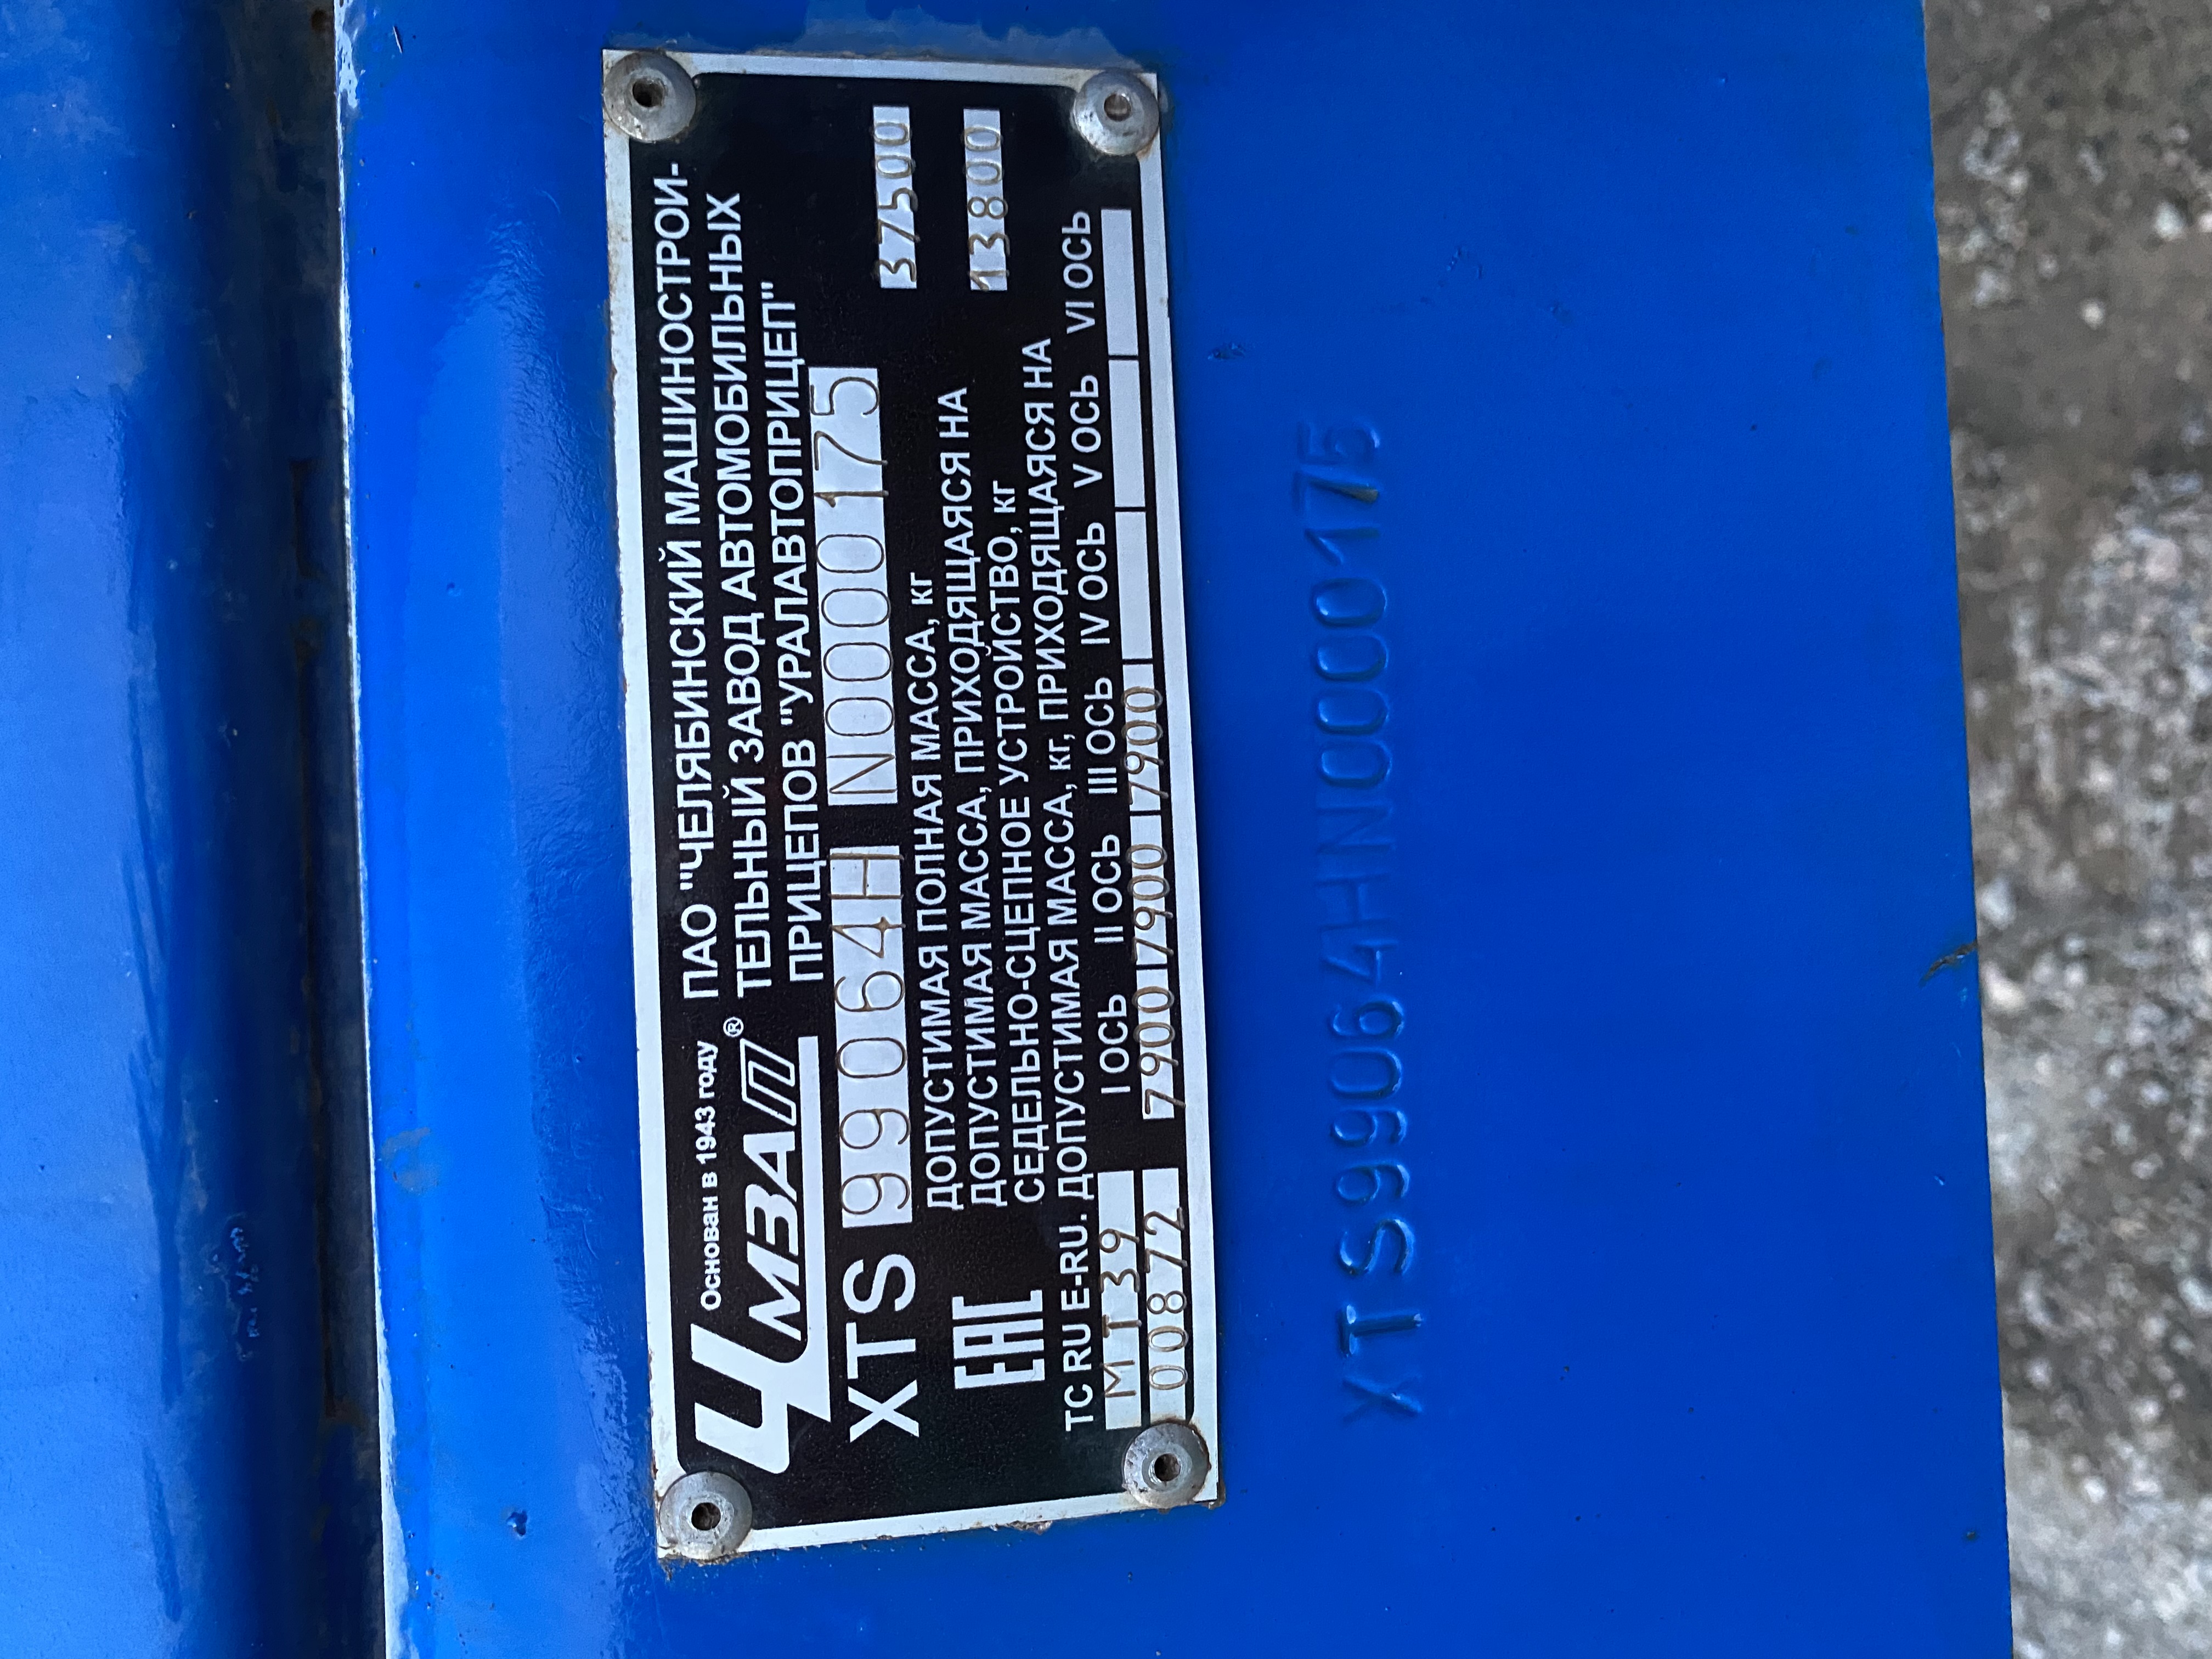 Основан в 1943 году
ЧМЗАП®
ПАО "ЧЕЛЯБИНСКИЙ МАШИНОСТРОИ-
ТЕЛЬНЫЙ ЗАВОД АВТОМОБИЛЬНЫХ
ПРИЦЕПОВ "УРАЛАВТОПРИЦЕП"
XTS 99064H N0000175
ДОПУСТИМАЯ ПОЛНАЯ МАССА, кг 37500
ДОПУСТИМАЯ МАССА, ПРИХОДЯЩАЯСЯ НА
СЕДЕЛЬНО-СЦЕПНОЕ УСТРОЙСТВО, кг 13800
EAC
TC RU E-RU. ДОПУСТИМАЯ МАССА, кг, ПРИХОДЯЩАЯСЯ НА
MT39 I ОСЬ II ОСЬ III ОСЬ IV ОСЬ V ОСЬ VI ОСЬ
00872 7900 7900 7900
XTS99064HN0000175